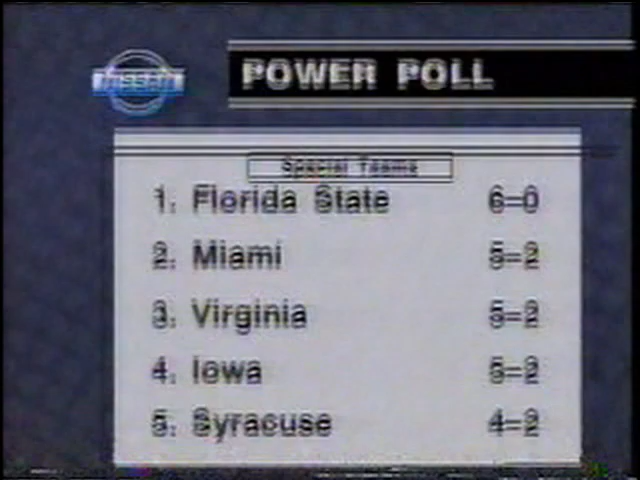 NISSAN
POWER POLL
Special Teams
1. Florida State 6-0
2. Miami 5-2
3. Virginia 5-2
4. Iowa 5-2
5. Syracuse 4-2